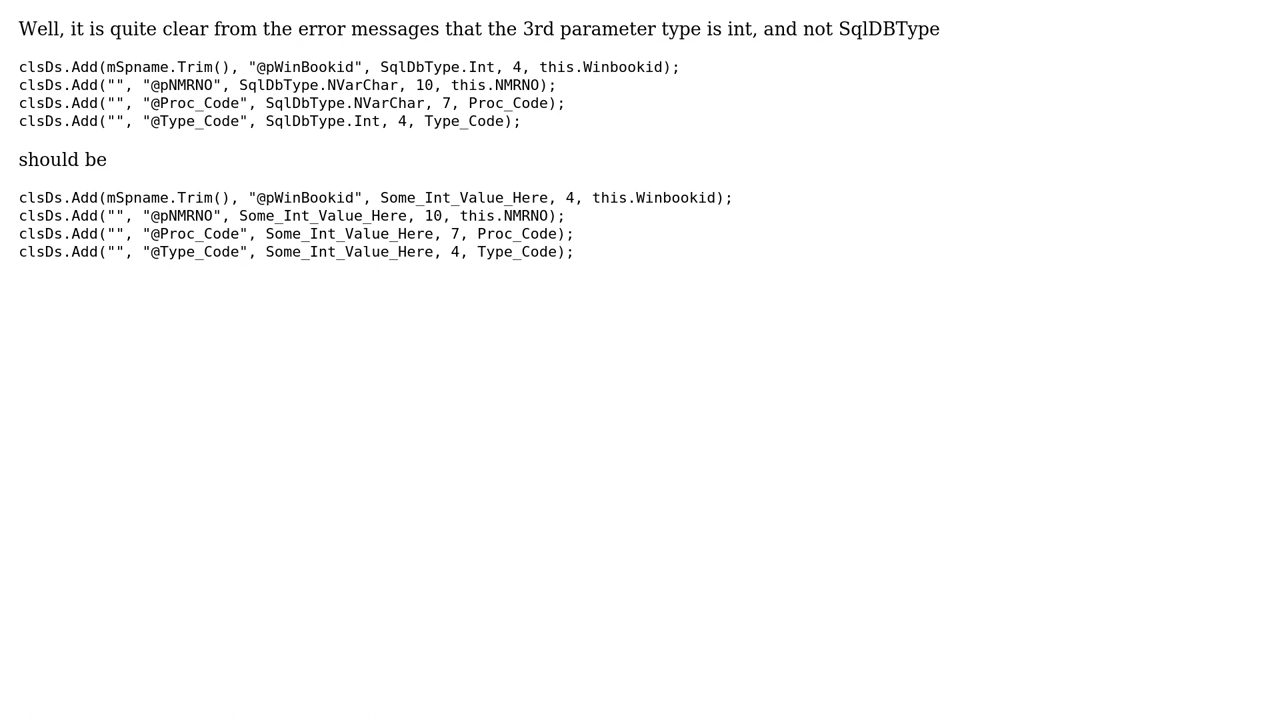 Well, it is quite clear from the error messages that the 3rd parameter type is int, and not SqlDBType
clsDs.Add(mSpname.Trim(), "@pWinBookid", SqlDbType.Int, 4, this.Winbookid);
clsDs.Add("", "@pNMRNO", SqlDbType.NVarChar, 10, this.NMRNO);
clsDs.Add("", "@Proc_Code", SqlDbType.NVarChar, 7, Proc_Code);
clsDs.Add("", "@Type_Code", SqlDbType.Int, 4, Type_Code);
should be
clsDs.Add(mSpname.Trim(), "@pWinBookid", Some_Int_Value_Here, 4, this.Winbookid);
clsDs.Add("", "@pNMRNO", Some_Int_Value_Here, 10, this.NMRNO);
clsDs.Add("", "@Proc_Code", Some_Int_Value_Here, 7, Proc_Code);
clsDs.Add("", "@Type_Code", Some_Int_Value_Here, 4, Type_Code);